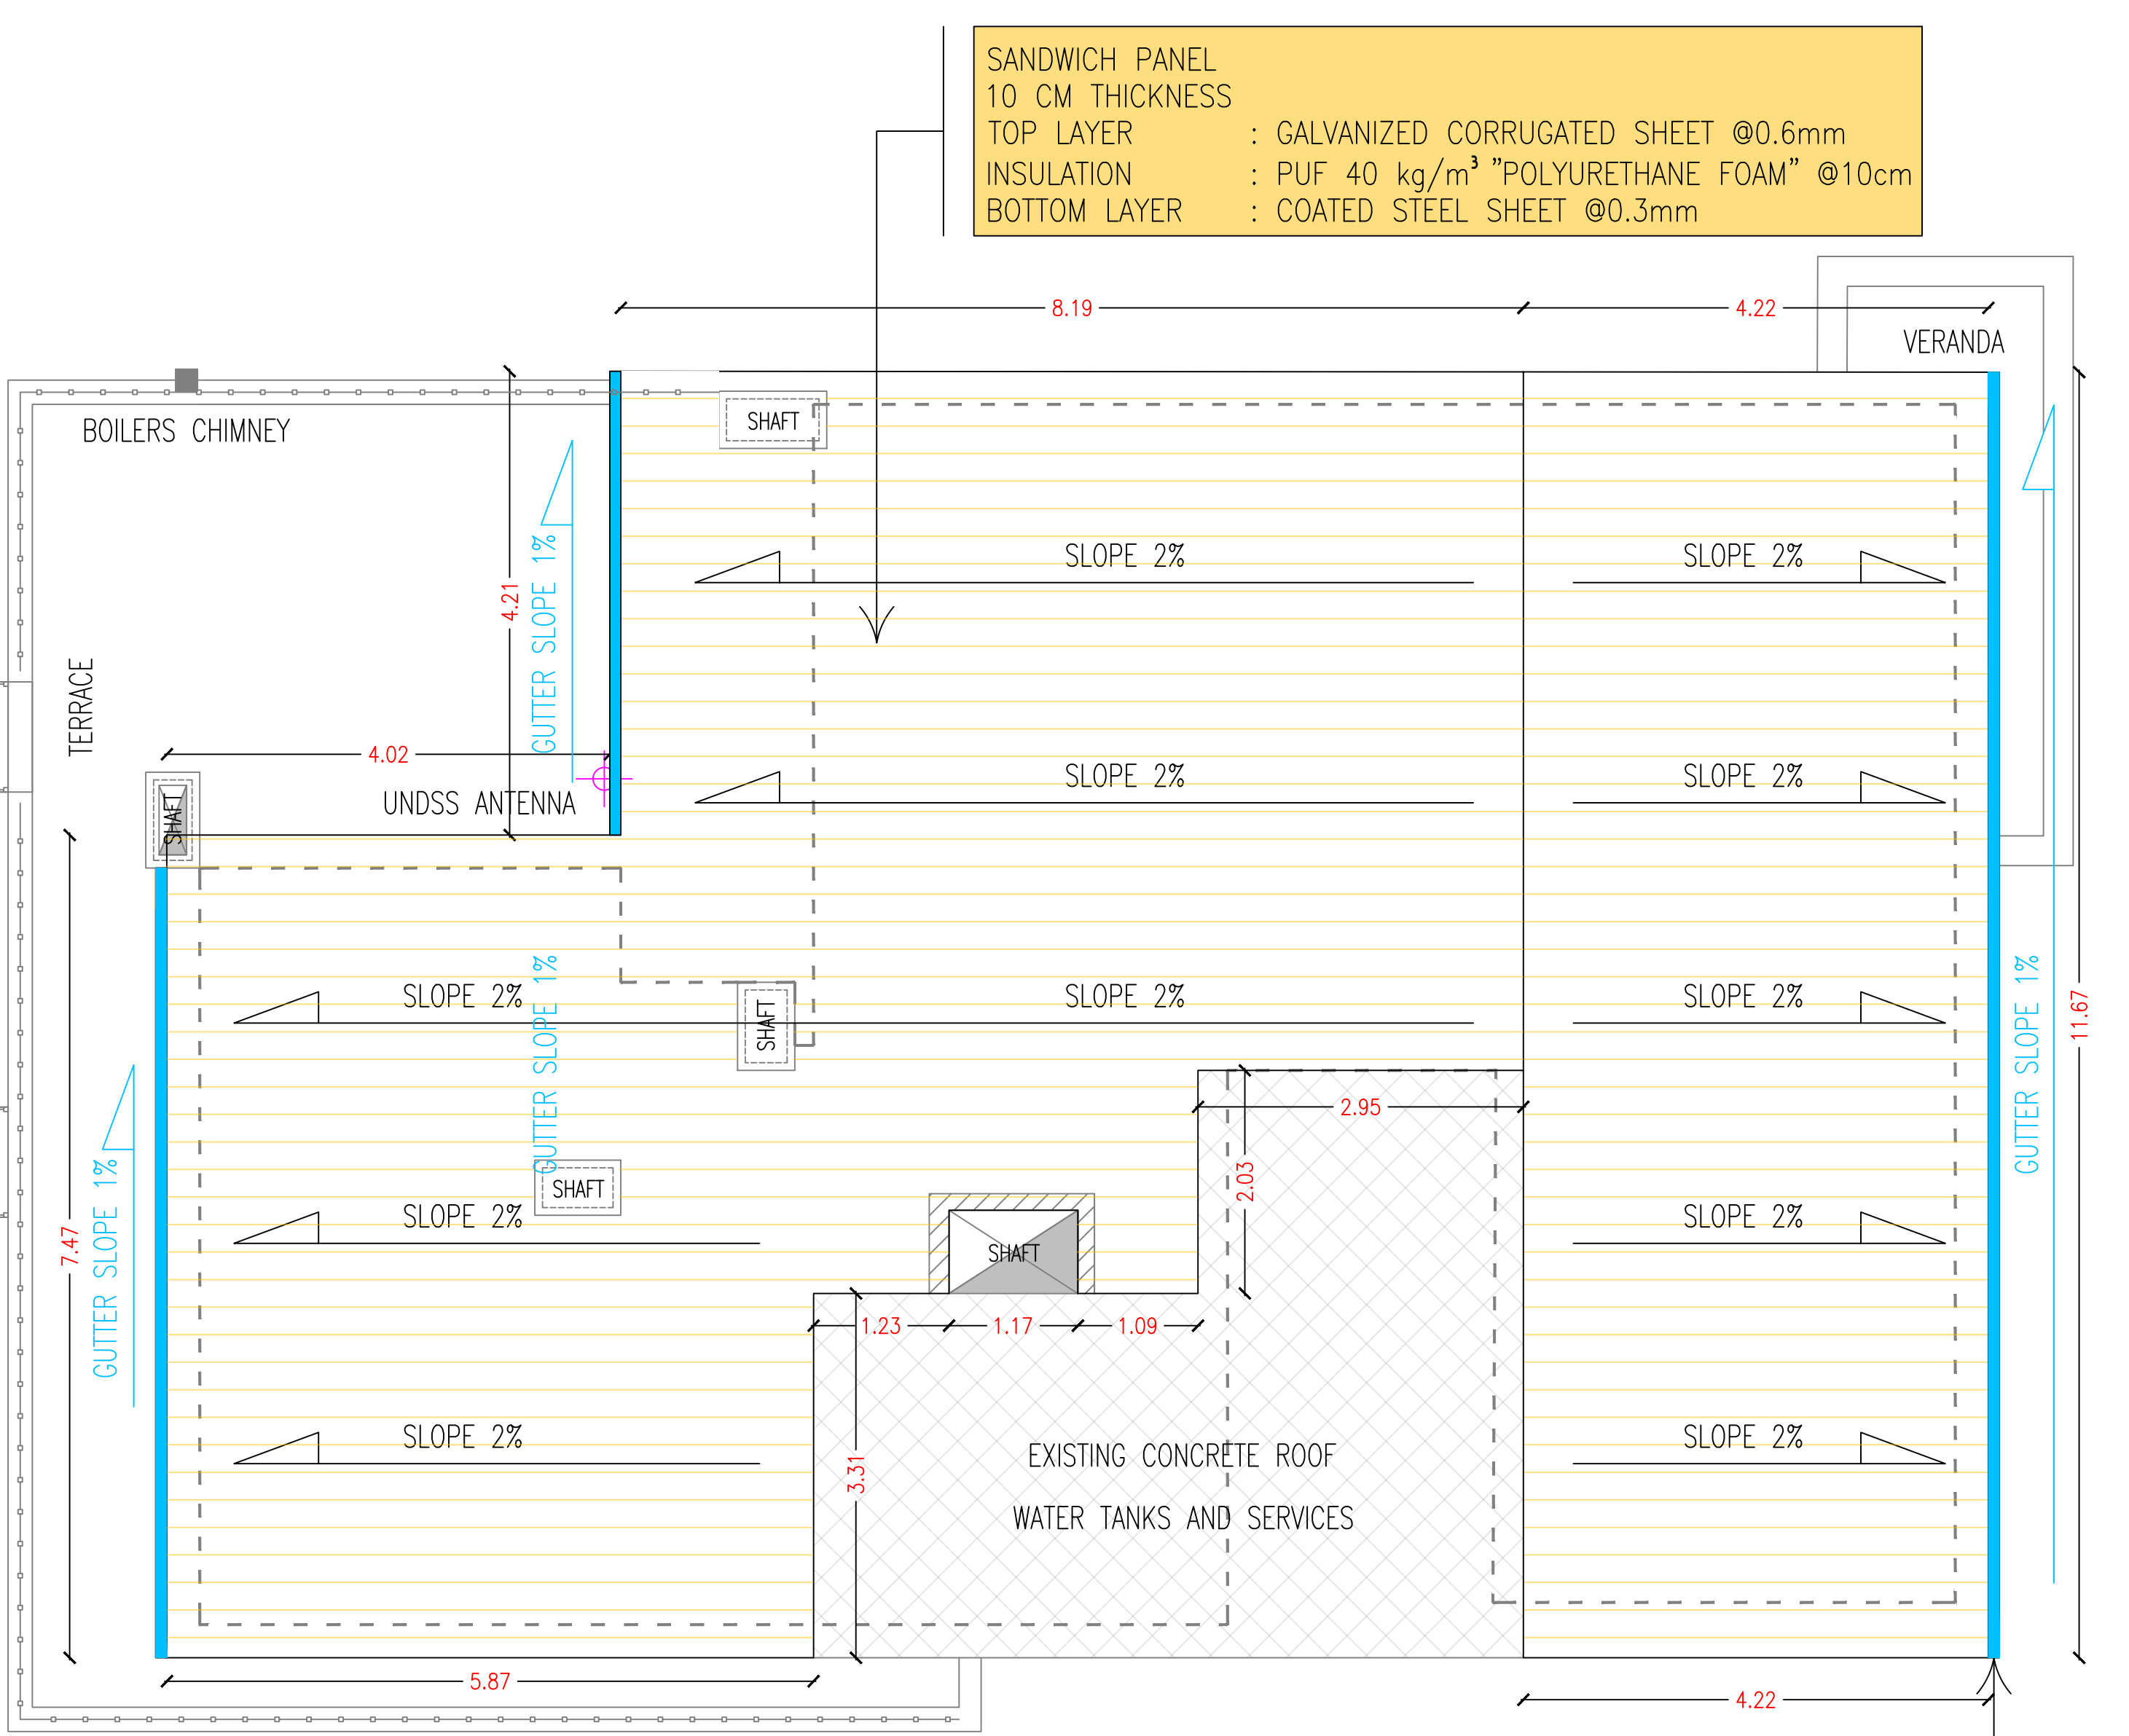 SANDWICH PANEL
10 CM THICKNESS
TOP LAYER : GALVANIZED CORRUGATED SHEET @0.6mm
INSULATION : PUF 40 kg/m³ "POLYURETHANE FOAM" @10cm
BOTTOM LAYER : COATED STEEL SHEET @0.3mm
8.19
4.22
VERANDA
BOILERS CHIMNEY
SHAFT
SLOPE 2%
SLOPE 2%
4.21
GUTTER SLOPE 1%
TERRACE
4.02
SLOPE 2%
SLOPE 2%
UNDSS ANTENNA
SHAFT
SLOPE 2%
SLOPE 2%
SLOPE 2%
GUTTER SLOPE 1%
SHAFT
11.67
GUTTER SLOPE 1%
2.95
2.03
SHAFT
SLOPE 2%
SLOPE 2%
7.47
GUTTER SLOPE 1%
SHAFT
1.23
1.17
1.09
SLOPE 2%
SLOPE 2%
3.31
EXISTING CONCRETE ROOF
WATER TANKS AND SERVICES
5.87
4.22